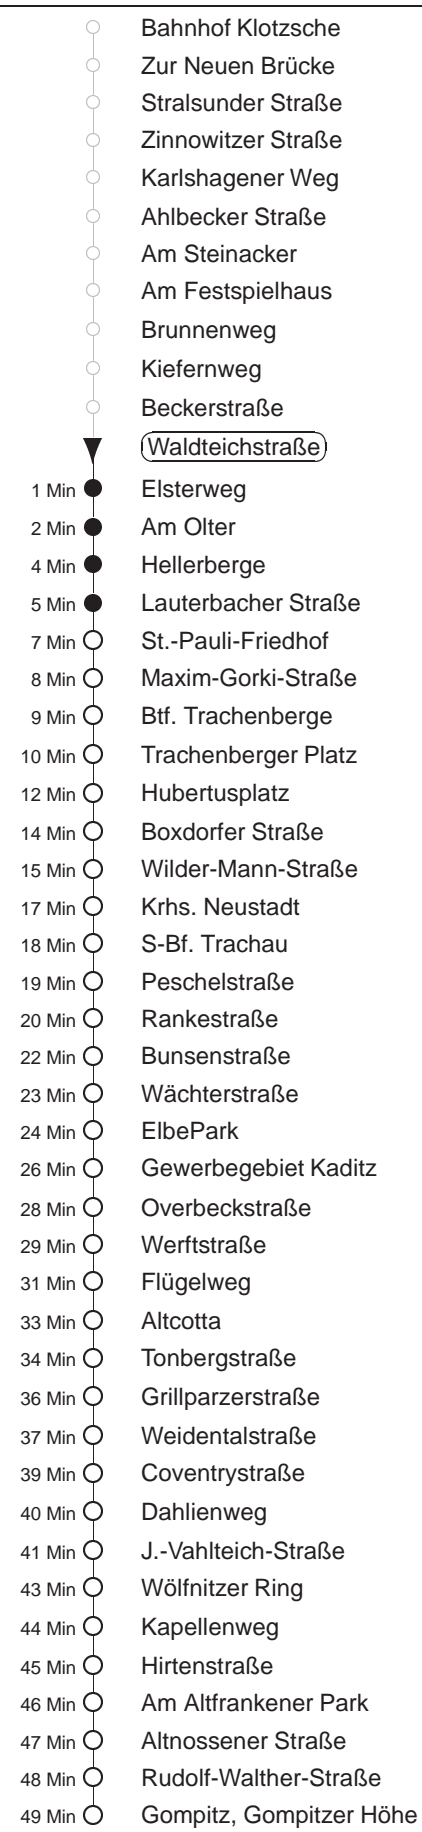 Bahnhof Klotzsche
Zur Neuen Brücke
Stralsunder Straße
Zinnowitzer Straße
Karlshagener Weg
Ahlbecker Straße
Am Steinacker
Am Festspielhaus
Brunnenweg
Kiefernweg
Beckerstraße
Waldteichstraße
1 Min Elsterweg
2 Min Am Olter
4 Min Hellerberge
5 Min Lauterbacher Straße
7 Min St.-Pauli-Friedhof
8 Min Maxim-Gorki-Straße
9 Min Btf. Trachenberge
10 Min Trachenberger Platz
12 Min Hubertusplatz
14 Min Boxdorfer Straße
15 Min Wilder-Mann-Straße
17 Min Krhs. Neustadt
18 Min S-Bf. Trachau
19 Min Peschelstraße
20 Min Rankestraße
22 Min Bunsenstraße
23 Min Wächterstraße
24 Min ElbePark
26 Min Gewerbegebiet Kaditz
28 Min Overbeckstraße
29 Min Werftstraße
31 Min Flügelweg
33 Min Altcotta
34 Min Tonbergstraße
36 Min Grillparzerstraße
37 Min Weidentalstraße
39 Min Coventrystraße
40 Min Dahlienweg
41 Min J.-Vahlteich-Straße
43 Min Wölfnitzer Ring
44 Min Kapellenweg
45 Min Hirtenstraße
46 Min Am Altfrankener Park
47 Min Altnossener Straße
48 Min Rudolf-Walther-Straße
49 Min Gompitz, Gompitzer Höhe